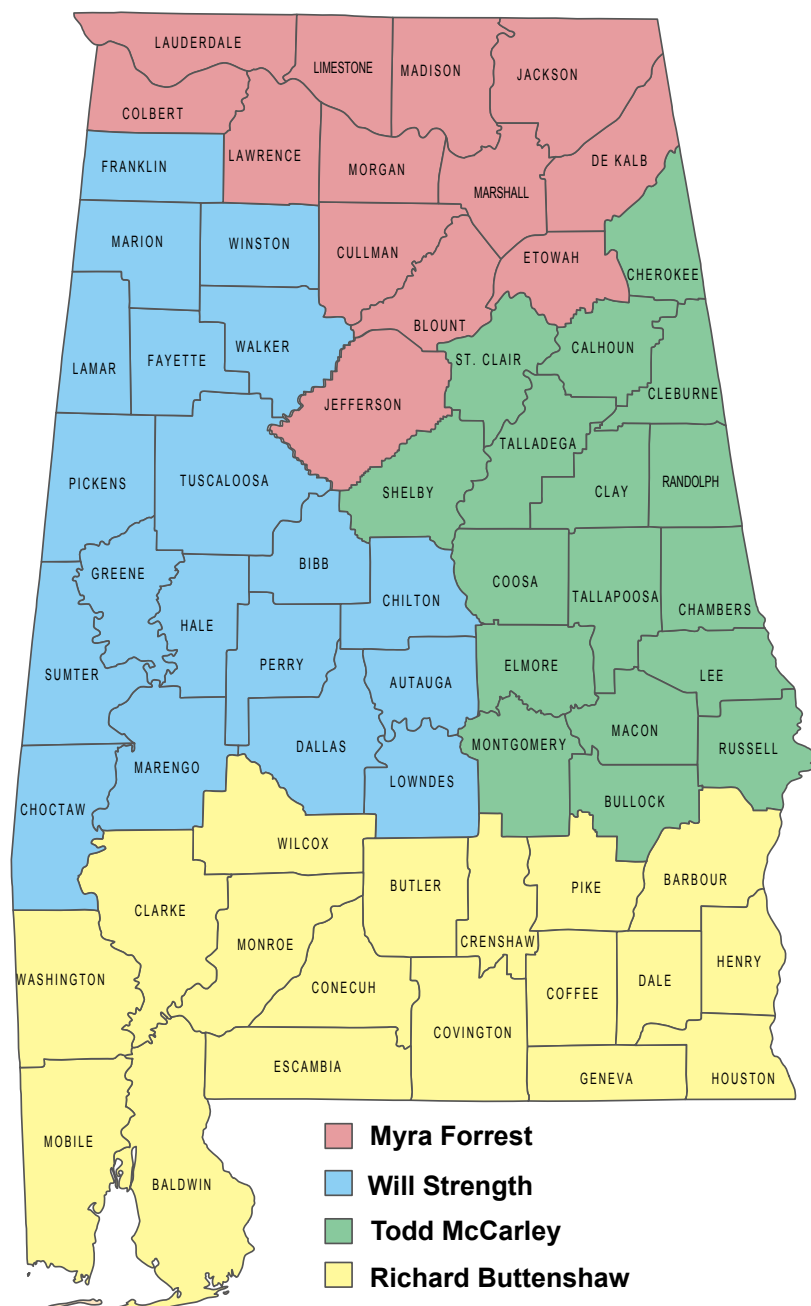 LAUDERDALE
LIMESTONE
MADISON
JACKSON
COLBERT
LAWRENCE
FRANKLIN
MORGAN
DE KALB
MARSHALL
MARION
WINSTON
CULLMAN
ETOWAH
CHEROKEE
BLOUNT
LAMAR
FAYETTE
WALKER
ST. CLAIR
CALHOUN
CLEBURNE
JEFFERSON
TALLADEGA
PICKENS
TUSCALOOSA
SHELBY
CLAY
RANDOLPH
GREENE
BIBB
COOSA
TALLAPOOSA
CHAMBERS
HALE
CHILTON
SUMTER
PERRY
AUTAUGA
ELMORE
LEE
MACON
DALLAS
MONTGOMERY
RUSSELL
CHOCTAW
MARENGO
LOWNDES
BULLOCK
WILCOX
BUTLER
PIKE
BARBOUR
CLARKE
MONROE
CRENSHAW
HENRY
WASHINGTON
CONECUH
COFFEE
DALE
COVINGTON
ESCAMBIA
GENEVA
HOUSTON
MOBILE
BALDWIN
Myra Forrest
Will Strength
Todd McCarley
Richard Buttenshaw